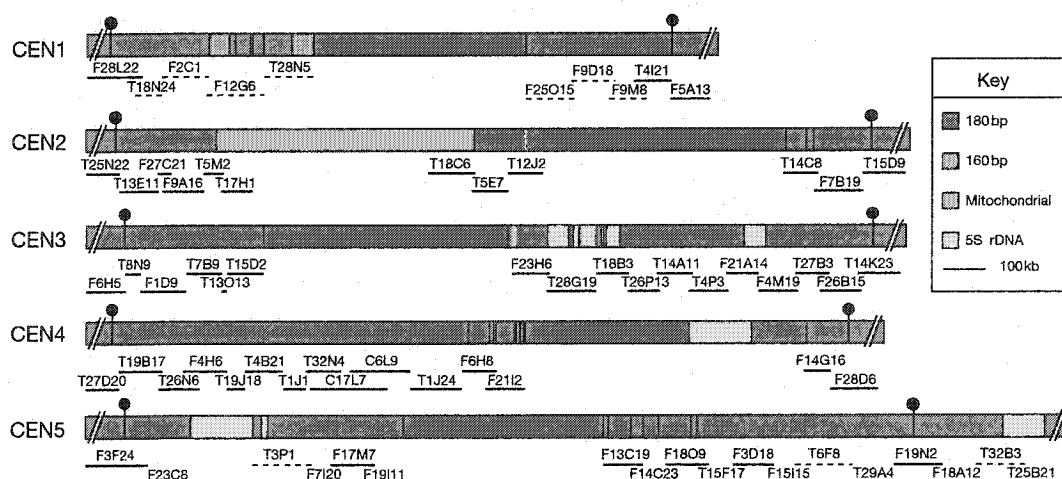 CEN1
F28L22 F2C1 T28N5 F9D18 T4I21
T18N24 F12G6 F25O15 F9M8 F5A13
CEN2
T25N22 F27C21 T5M2 T18C6 T12J2 T14C8 T15D9
T13E11 F9A16 T17H1 T5E7 F7B19
CEN3
T8N9 T7B9 T15D2 F23H6 T18B3 T14A11 F21A14 T27B3 T14K23
F6H5 F1D9 T13O13 T28G19 T26P13 T4P3 F4M19 F26B15
CEN4
T19B17 F4H6 T4B21 T32N4 C6L9 F6H8 F14G16
T27D20 T26N6 T19J18 T1J1 C17L7 T1J24 F21I2 F28D6
CEN5
F3F24 T3P1 F17M7 F13C19 F18O9 F3D18 T6F8 F19N2 T32B3
F23C8 F7I20 F19I11 F14C23 T15F17 F15I15 T29A4 F18A12 T25B21
Key
180bp
160bp
Mitochondrial
5S rDNA
100kb